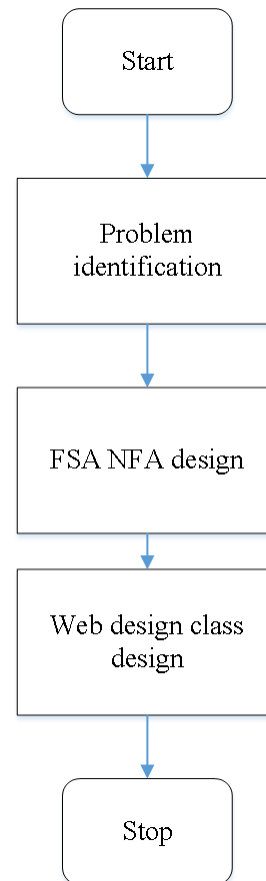 Start
Problem
identification
FSA NFA design
Web design class
design
Stop